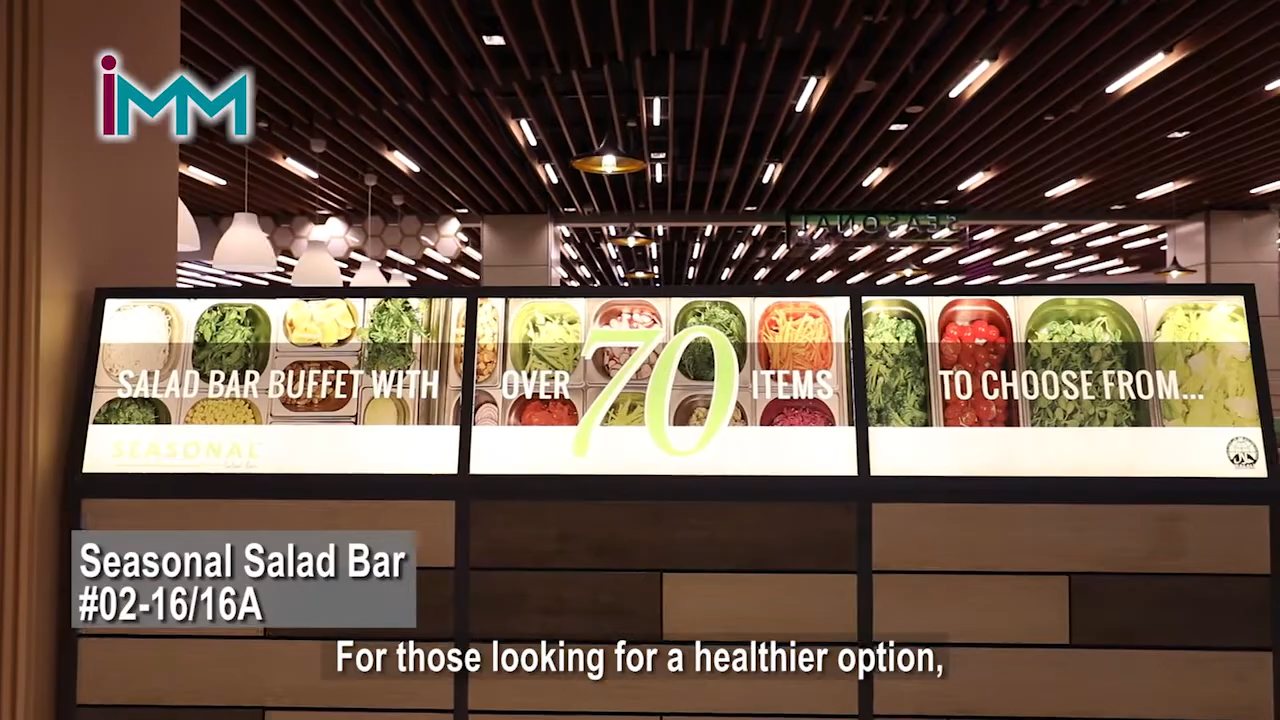 iMM
SEASONAL
SALAD BAR BUFFET WITH OVER 70 ITEMS TO CHOOSE FROM...
SEASONAL
Seasonal Salad Bar
#02-16/16A
For those looking for a healthier option,